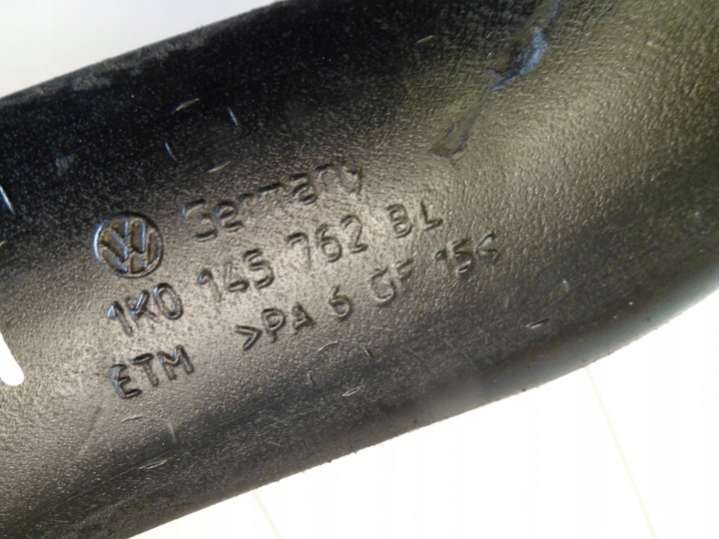 Germany
1K0 145 762 BL
ETM >PA 6 GF 15<